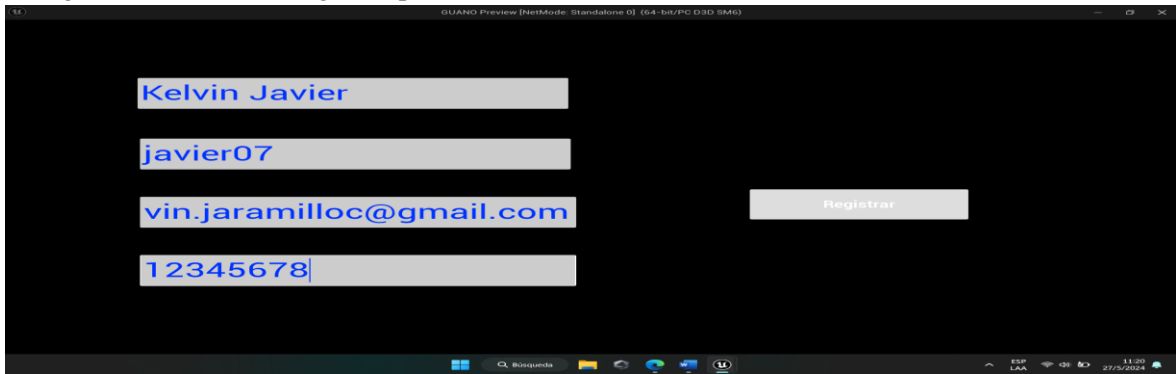 GUANO Preview [NetMode: Standalone 0] (64-bit/PC D3D SM6)
Kelvin Javier
javier07
vin.jaramilloc@gmail.com
Registrar
12345678
Búsqueda
ESP
LAA
11:20
27/5/2024